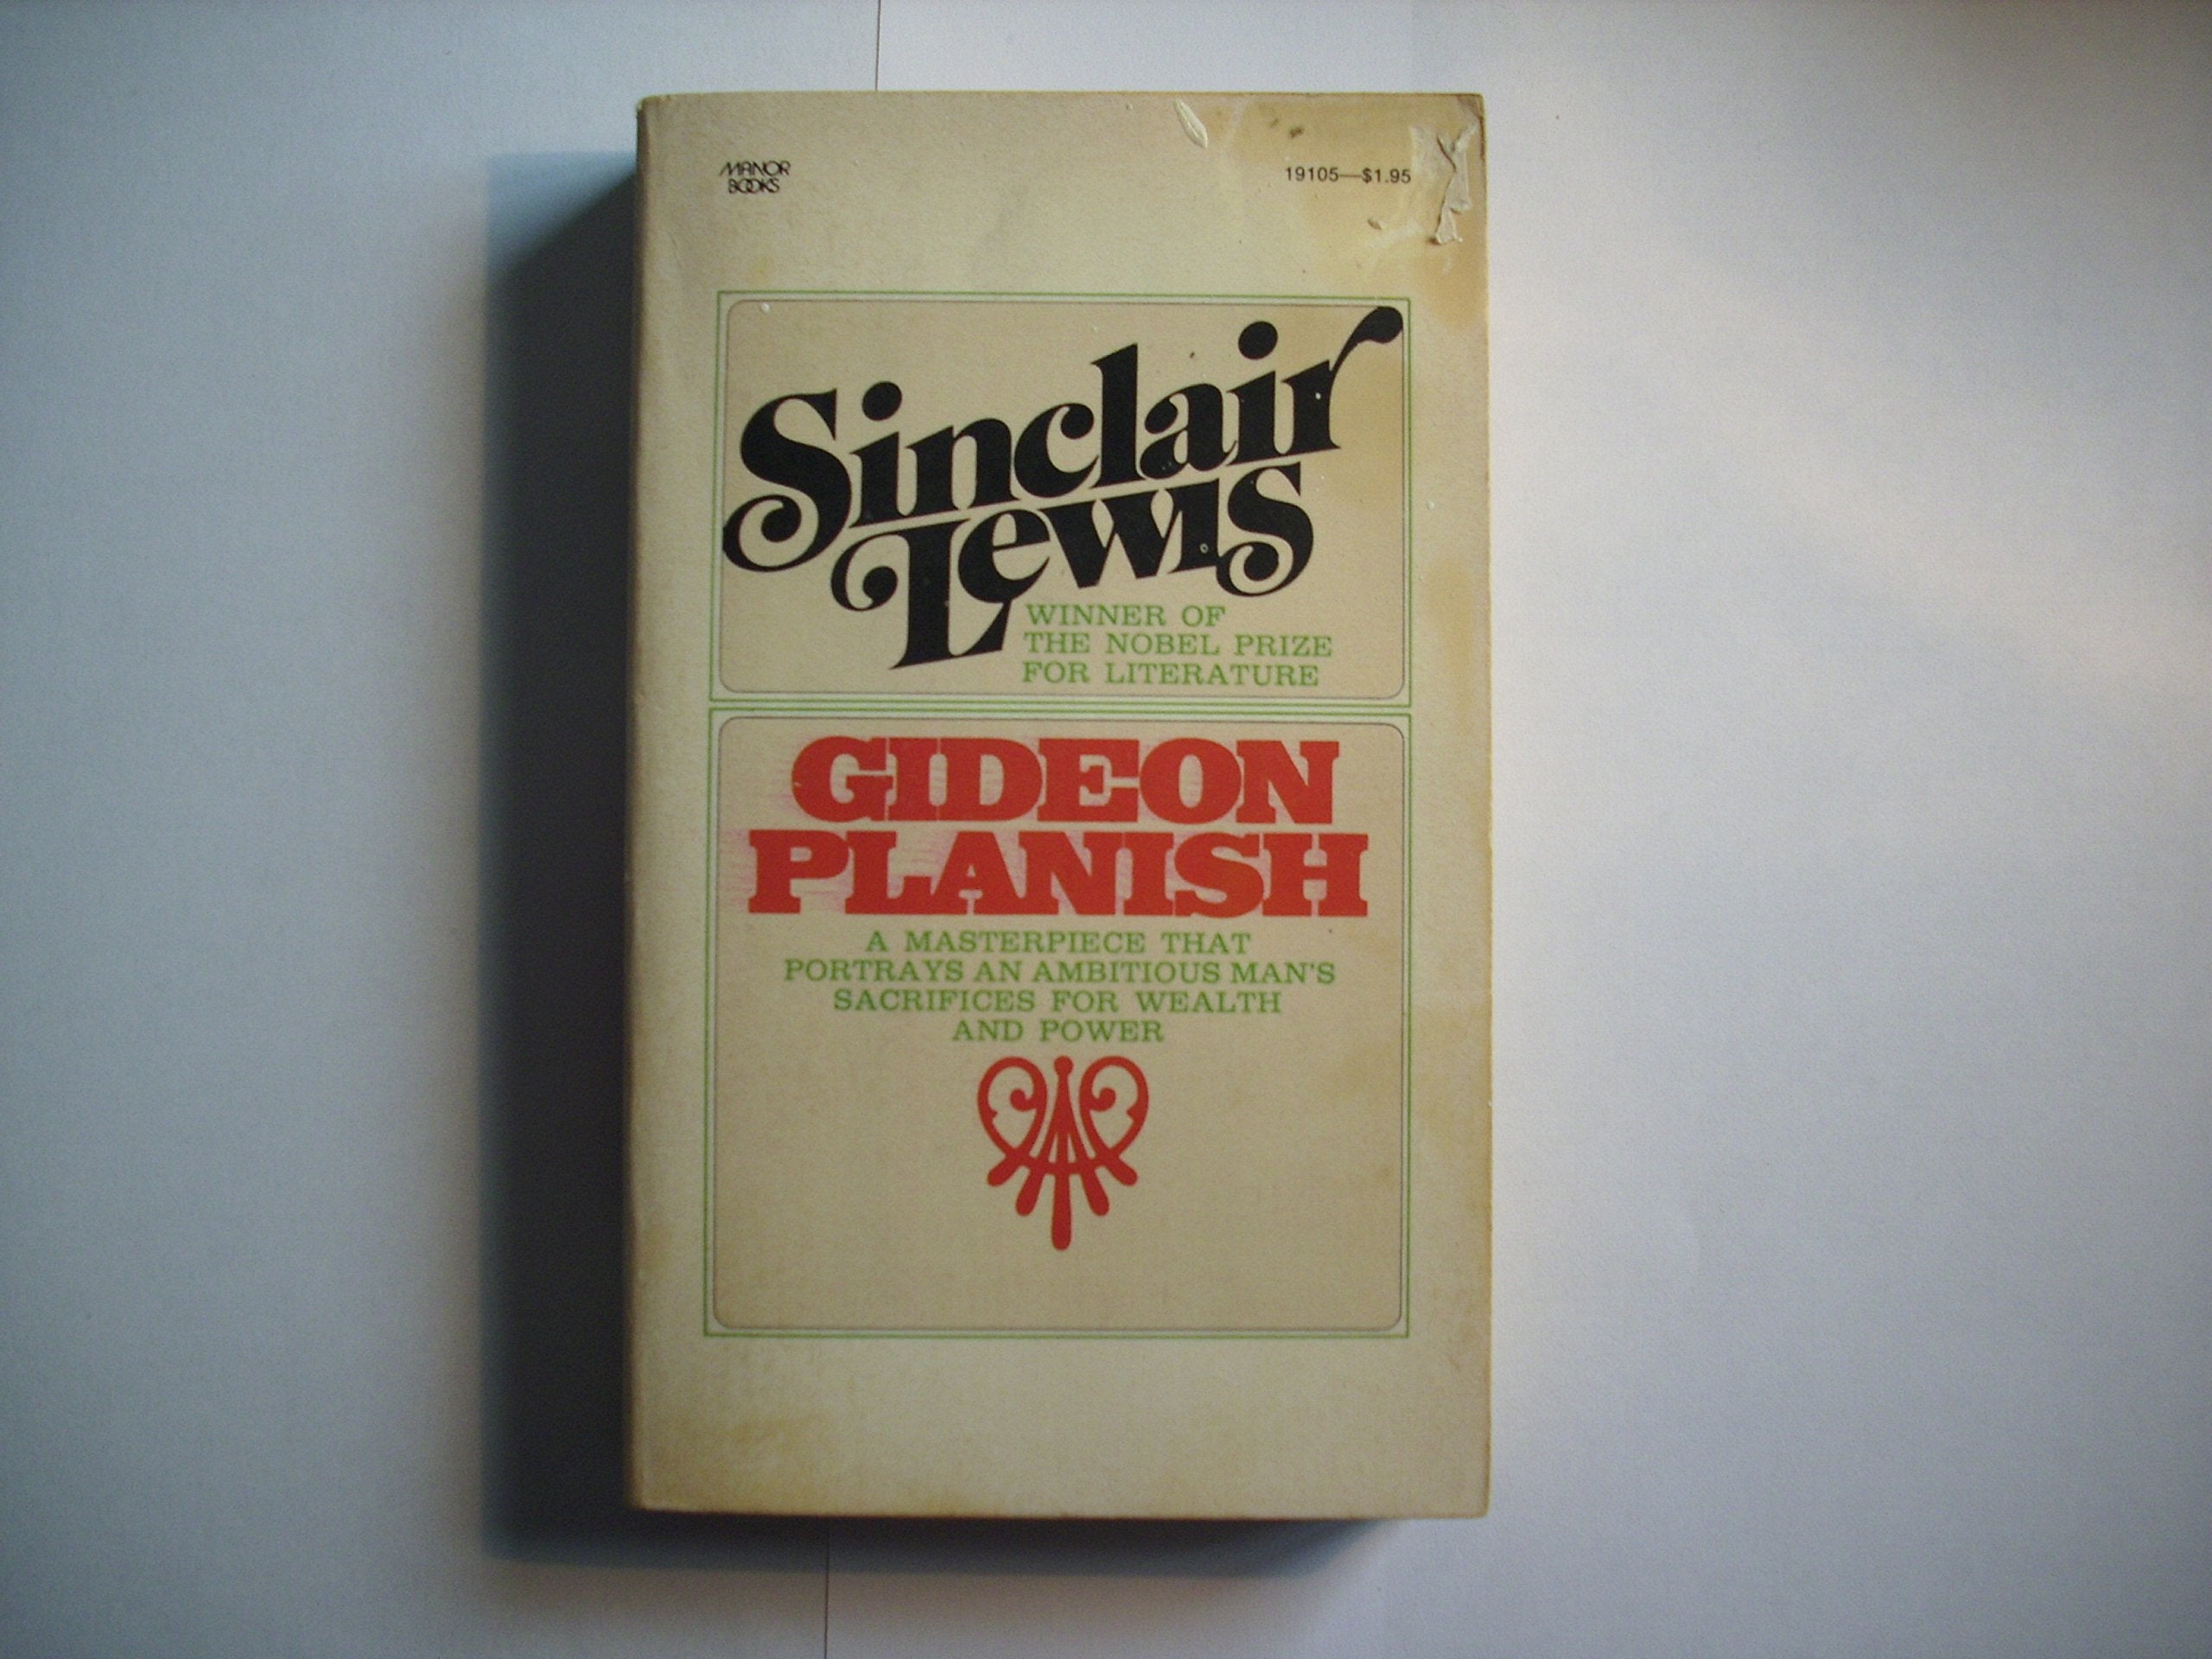 MANOR
BOOKS
19105—$1.95
Sinclair
Lewis
WINNER OF
THE NOBEL PRIZE
FOR LITERATURE
GIDEON
PLANISH
A MASTERPIECE THAT
PORTRAYS AN AMBITIOUS MAN'S
SACRIFICES FOR WEALTH
AND POWER